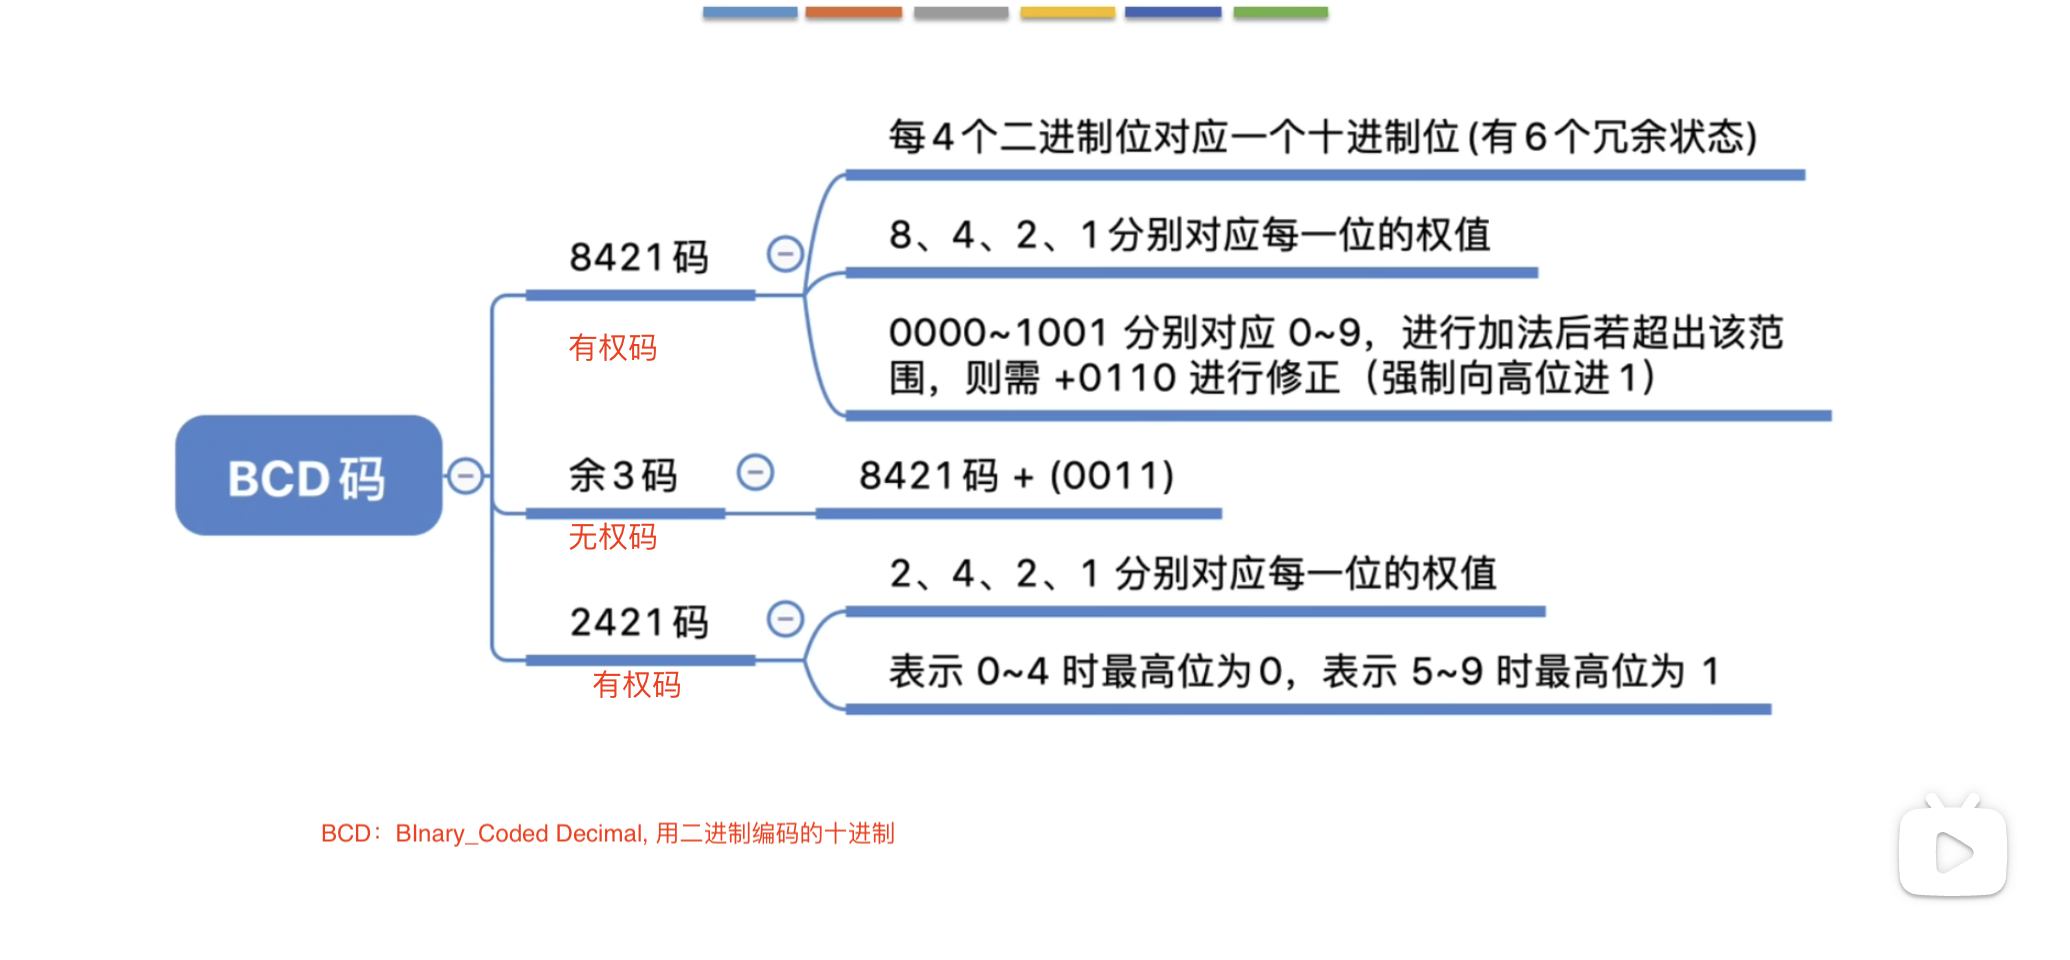 每4个二进制位对应一个十进制位(有6个冗余状态)
8、4、2、1分别对应每一位的权值
8421码
0000~1001 分别对应 0~9，进行加法后若超出该范
围，则需 +0110 进行修正（强制向高位进1）
有权码
BCD码
余3码
8421码 + (0011)
无权码
2、4、2、1 分别对应每一位的权值
2421码
表示 0~4 时最高位为0，表示 5~9 时最高位为 1
有权码
BCD：BInary_Coded Decimal, 用二进制编码的十进制